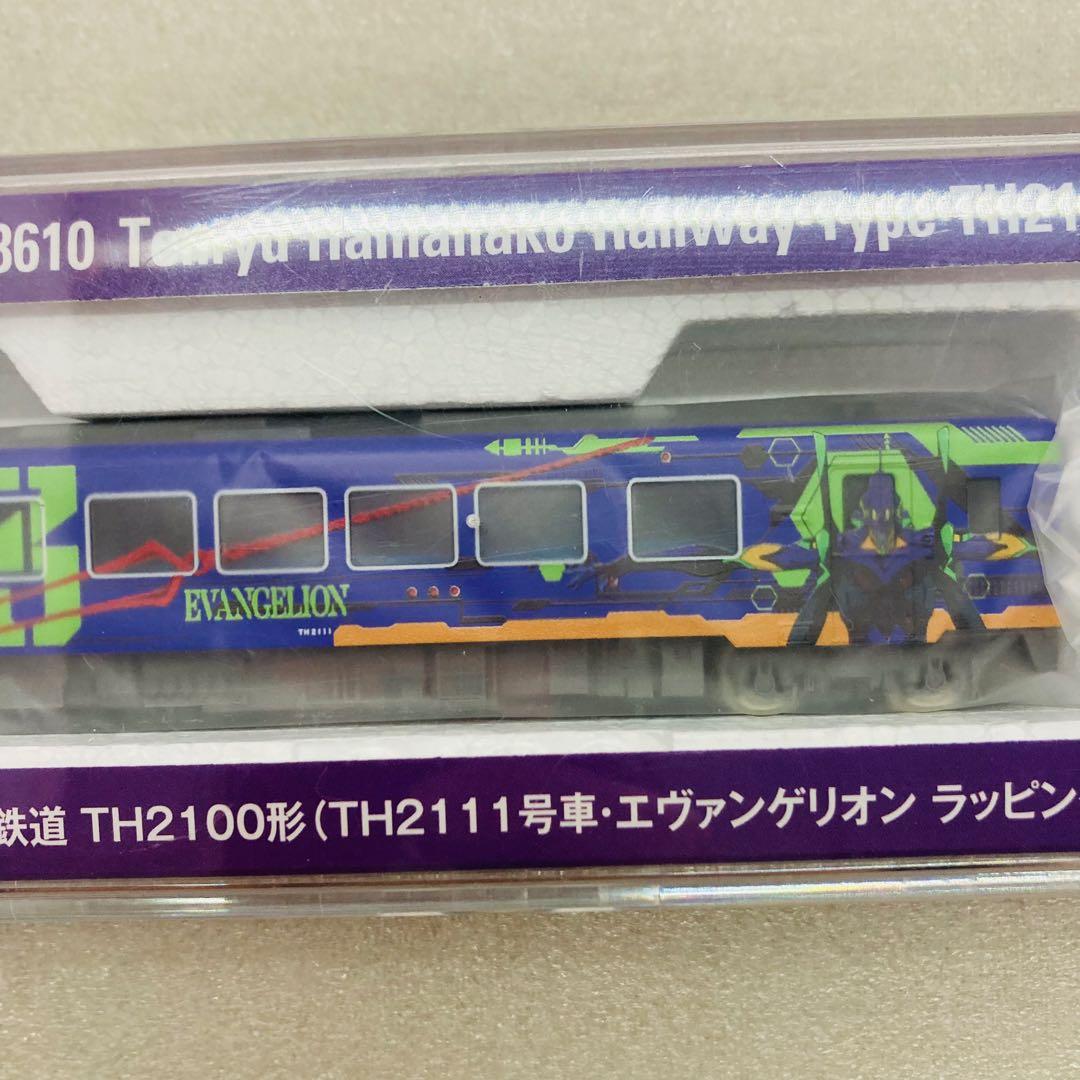 8610 Tenryu Hamanako Railway Type TH21
EVANGELION
TH2111
鉄道 TH2100形(TH2111号車・エヴァンゲリオン ラッピン